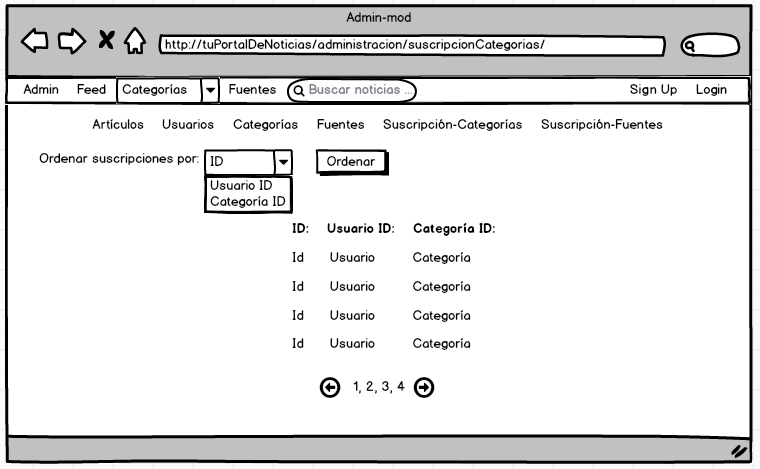 Admin-mod
http://tuPortalDeNoticias/administracion/suscripcionCategorias/
Admin Feed Categorías Fuentes Buscar noticias ... Sign Up Login
Artículos Usuarios Categorías Fuentes Suscripción-Categorías Suscripción-Fuentes
Ordenar suscripciones por: ID Ordenar
Usuario ID
Categoría ID
ID: Usuario ID: Categoría ID:
Id Usuario Categoría
Id Usuario Categoría
Id Usuario Categoría
Id Usuario Categoría
1, 2, 3, 4